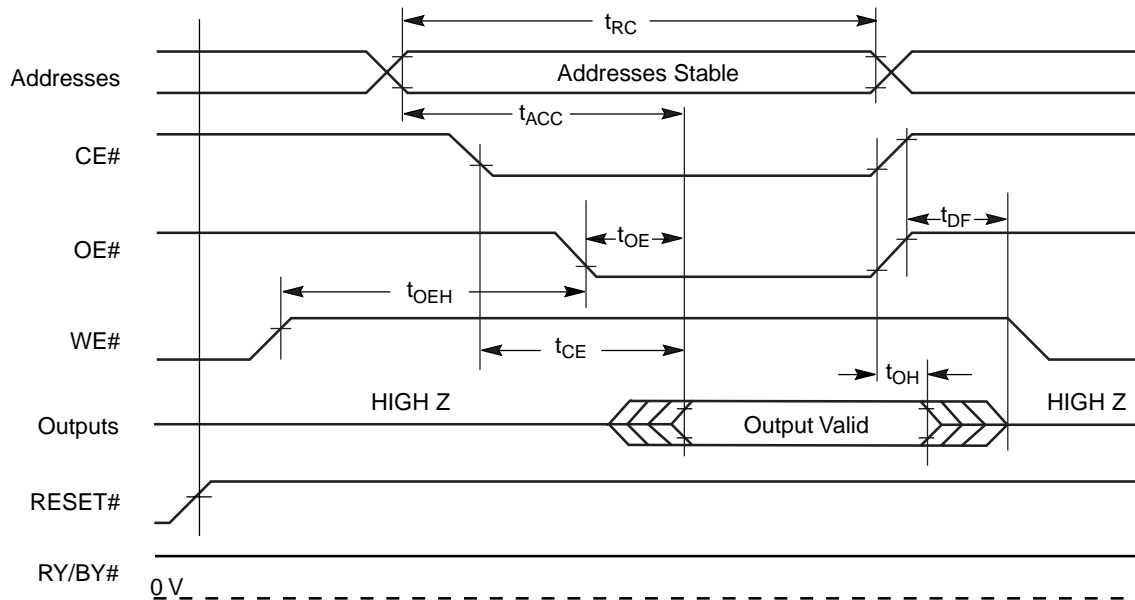 tRC
Addresses
Addresses Stable
tACC
CE#
tDF
OE#
tOE
tOEH
WE#
tCE
tOH
HIGH Z
HIGH Z
Outputs
Output Valid
RESET#
RY/BY#
0 V